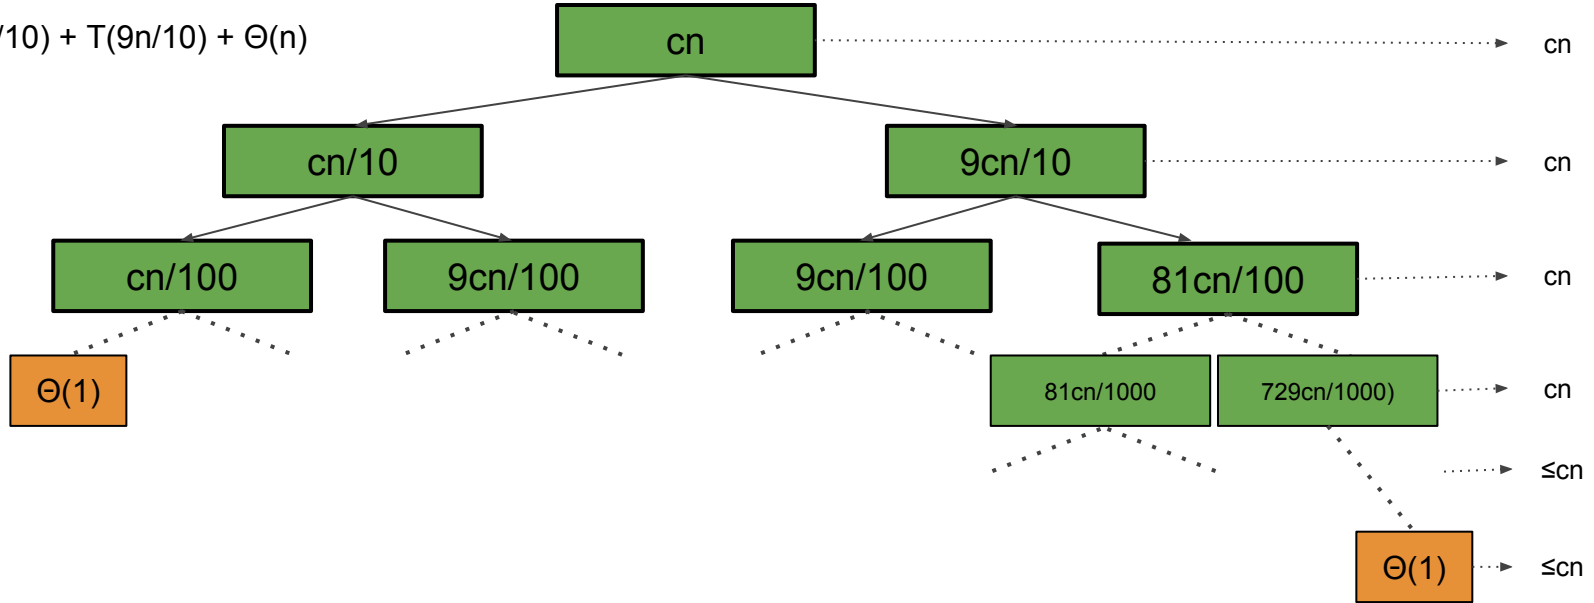 /10) + T(9n/10) + Θ(n)
cn
cn
cn/10
9cn/10
cn
cn/100
9cn/100
9cn/100
81cn/100
cn
Θ(1)
81cn/1000
729cn/1000)
cn
≤cn
Θ(1)
≤cn